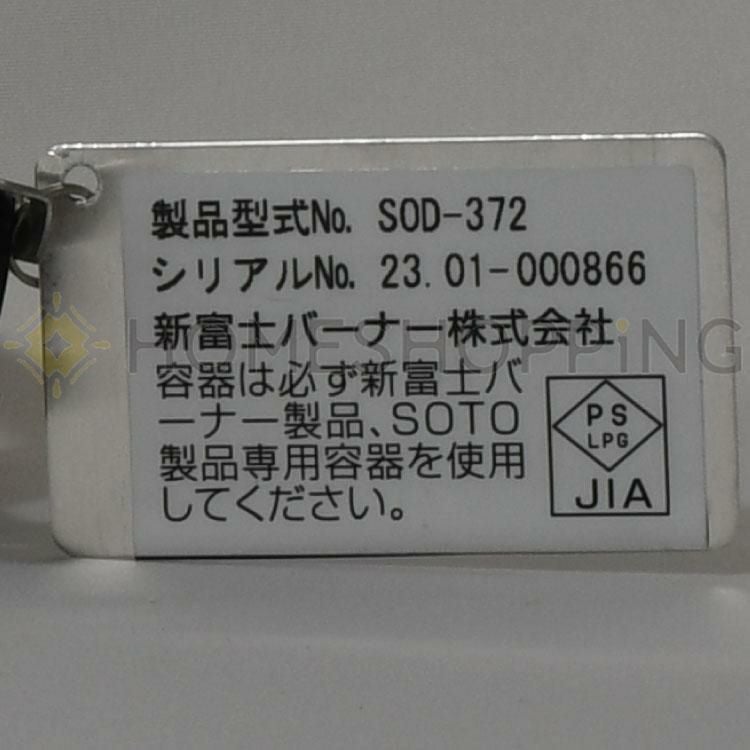 製品型式No. SOD-372
シリアルNo. 23.01-000866
新富士バーナー株式会社
容器は必ず新富士バ
ーナー製品、SOTO
製品専用容器を使用
してください。
PS
LPG
JIA
HOMESHOPPiNG